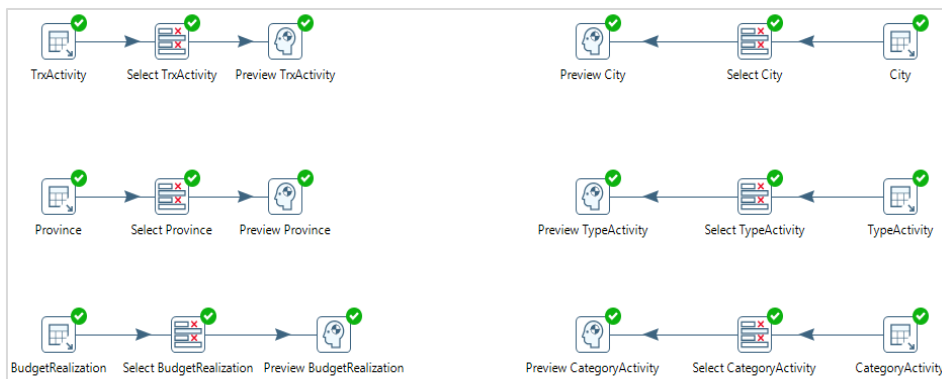 TrxActivity Select TrxActivity Preview TrxActivity Preview City Select City City
Province Select Province Preview Province Preview TypeActivity Select TypeActivity TypeActivity
BudgetRealization Select BudgetRealization Preview BudgetRealization Preview CategoryActivity Select CategoryActivity CategoryActivity